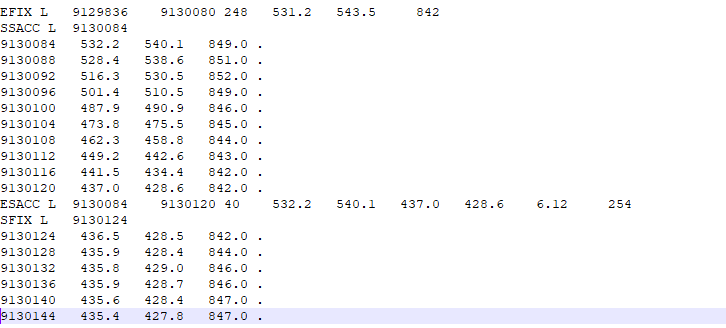 EFIX L 9129836 9130080 248 531.2 543.5 842
SSACC L 9130084
9130084 532.2 540.1 849.0 .
9130088 528.4 538.6 851.0 .
9130092 516.3 530.5 852.0 .
9130096 501.4 510.5 849.0 .
9130100 487.9 490.9 846.0 .
9130104 473.8 475.5 845.0 .
9130108 462.3 458.8 844.0 .
9130112 449.2 442.6 843.0 .
9130116 441.5 434.4 842.0 .
9130120 437.0 428.6 842.0 .
ESACC L 9130084 9130120 40 532.2 540.1 437.0 428.6 6.12 254
SFIX L 9130124
9130124 436.5 428.5 842.0 .
9130128 435.9 428.4 844.0 .
9130132 435.8 429.0 846.0 .
9130136 435.9 428.7 846.0 .
9130140 435.6 428.4 847.0 .
9130144 435.4 427.8 847.0 .